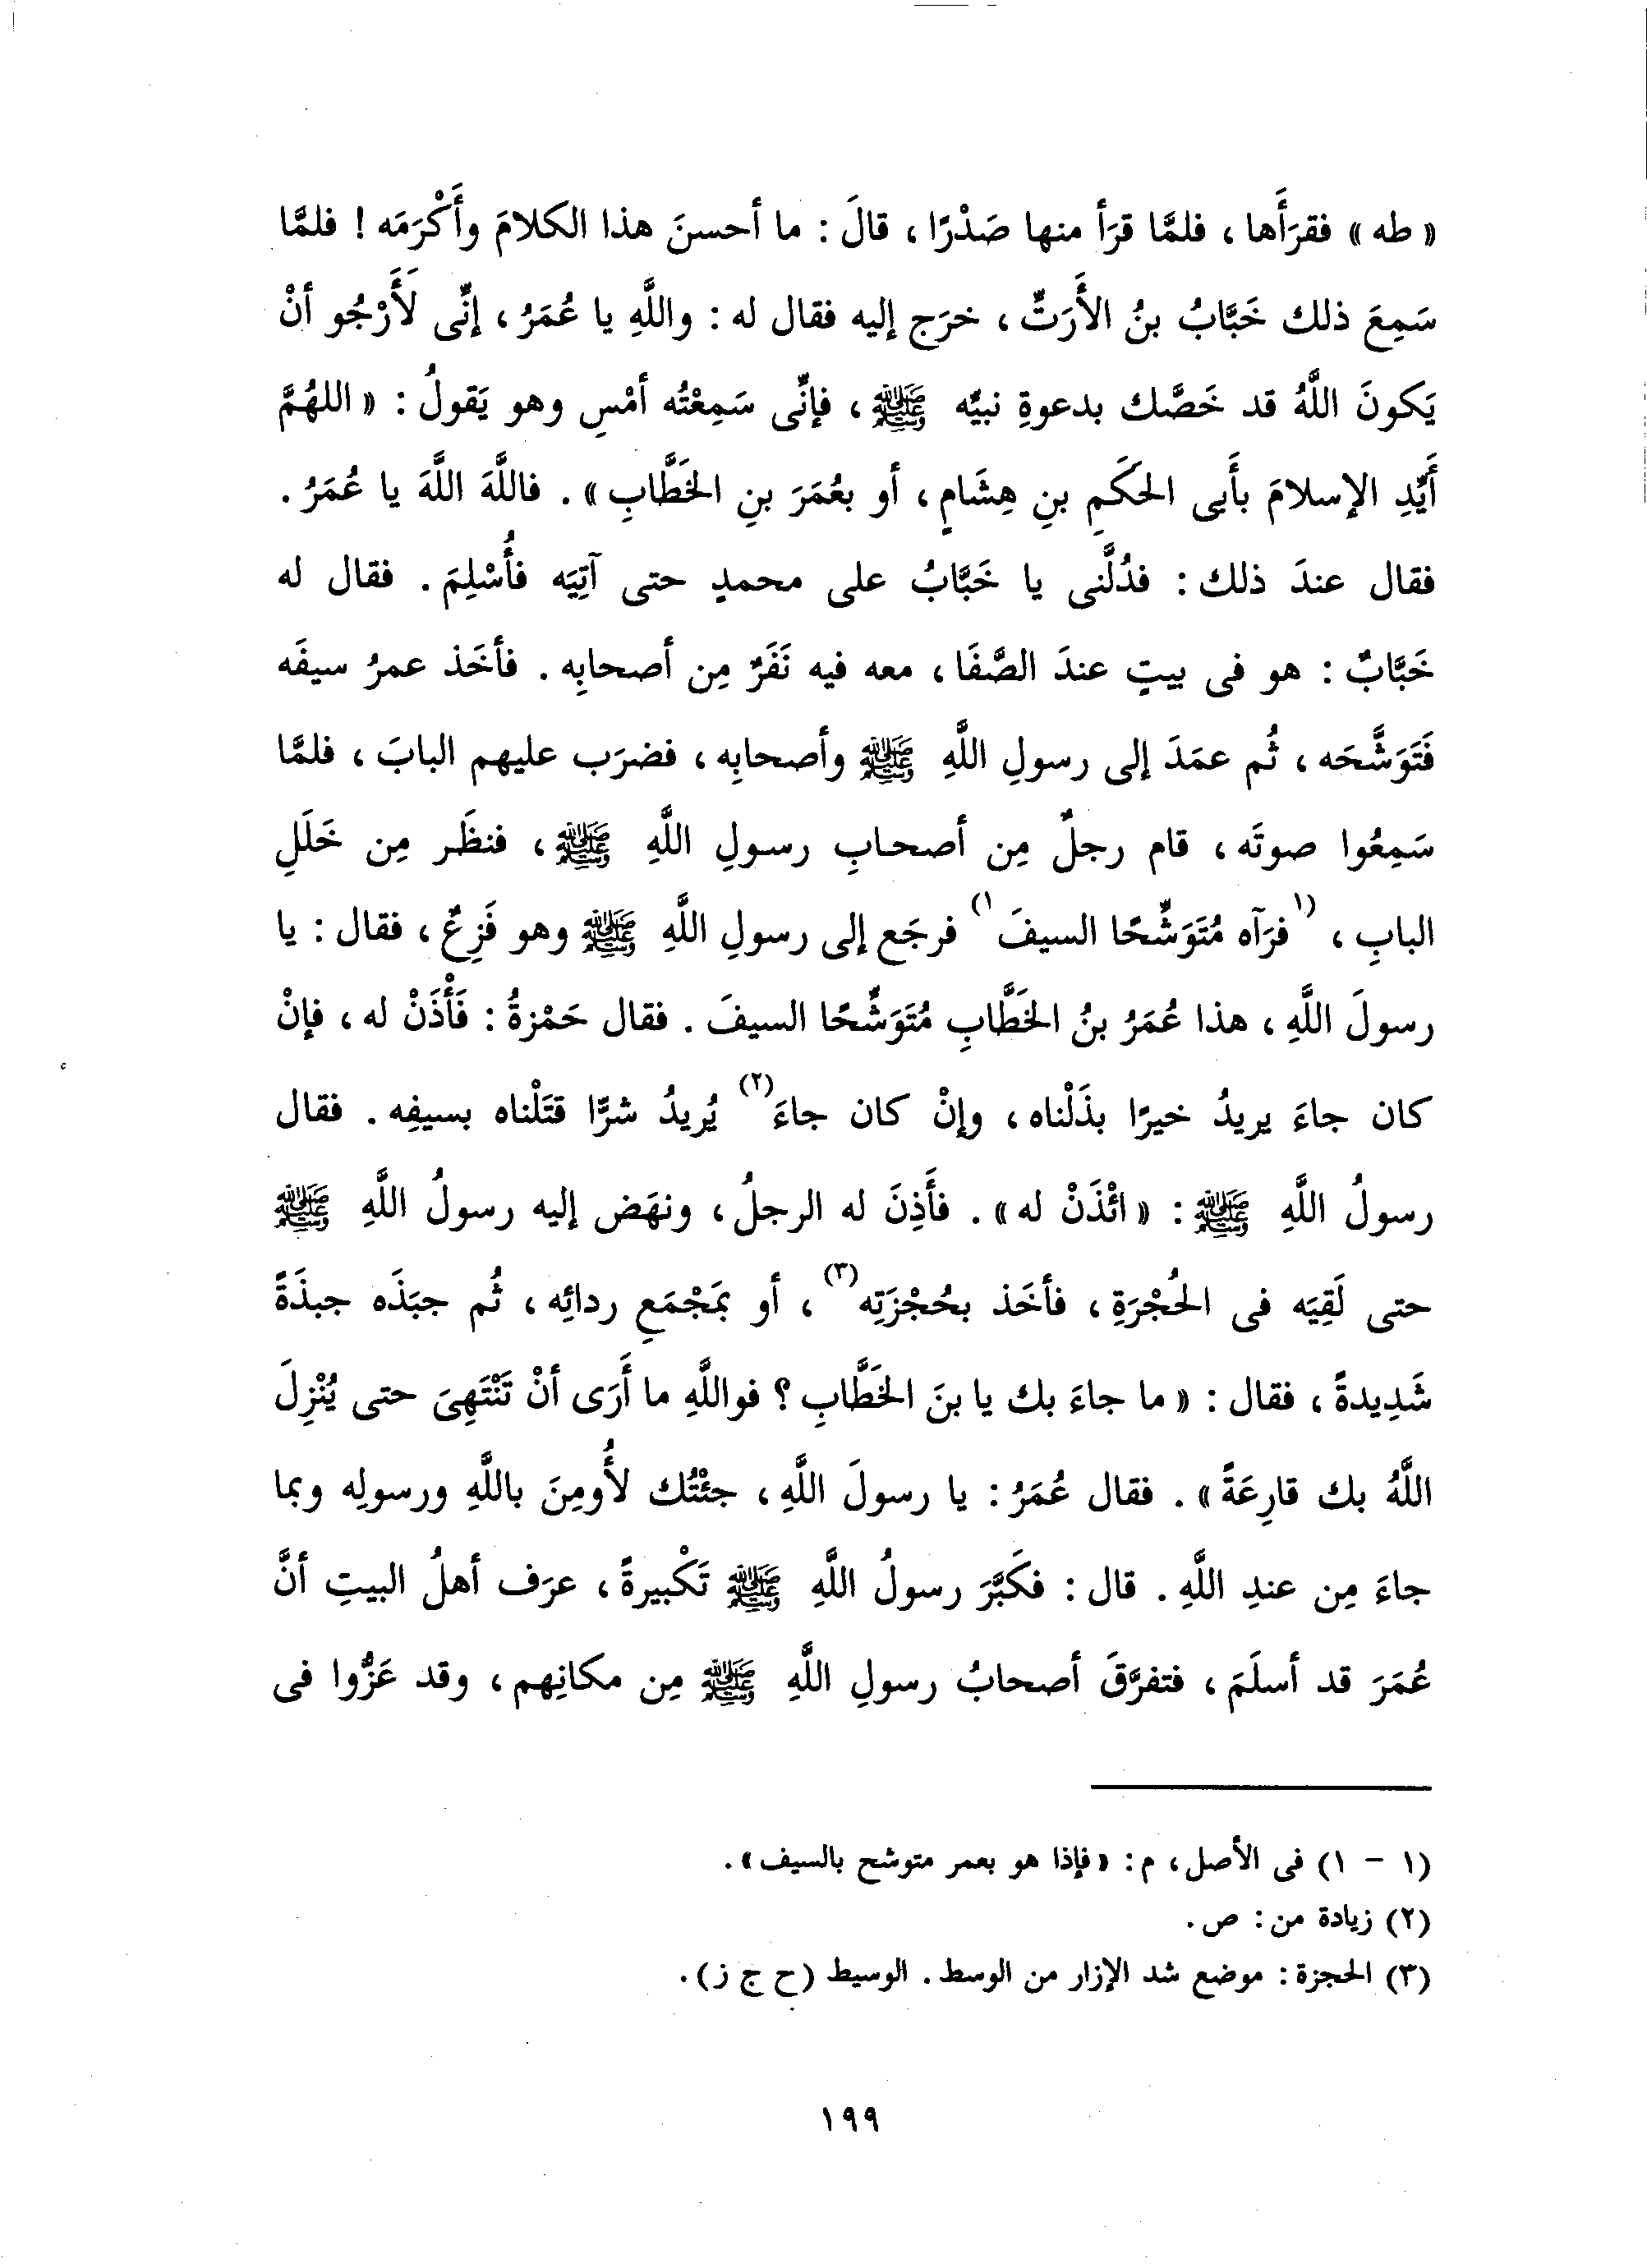 « طه » فقرَأَها ، فلمَّا قرَأ منها صَدْرًا ، قالَ : ما أحسنَ هذا الكلامَ وأَكْرَمَه ! فلمَّا
سَمِعَ ذلك خَبَّابُ بنُ الأَرَتِّ ، خرَج إليه فقال له : واللَّهِ يا عُمَرُ ، إنِّى لَأَرْجُو أنْ
يَكونَ اللَّهُ قد خَصَّك بدعوةِ نبيِّه ﷺ ، فإنِّى سَمِعْتُه أمْسِ وهو يَقولُ : « اللهُمَّ
أَيِّدِ الإسلامَ بأَبِى الحَكَمِ بنِ هِشَامٍ ، أو بعُمَرَ بنِ الخَطَّابِ » . فاللَّهَ اللَّهَ يا عُمَرُ .
فقال عندَ ذلك : فدُلَّنى يا خَبَّابُ على محمدٍ حتى آتِيَه فأُسْلِمَ . فقال له
خَبَّابٌ : هو فى بيتٍ عندَ الصَّفَا ، معه فيه نَفَرٌ مِن أصحابِه . فأخَذ عمرُ سيفَه
فَتَوَشَّحَه ، ثُم عمَدَ إلى رسولِ اللَّهِ ﷺ وأصحابِه ، فضرَب عليهم البابَ ، فلمَّا
سَمِعُوا صوتَه ، قام رجلٌ مِن أصحابِ رسولِ اللَّهِ ﷺ ، فنظَر مِن خَلَلِ
البابِ ، (١ فرَآه مُتَوَشِّحًا السيفَ ١) فرجَع إلى رسولِ اللَّهِ ﷺ وهو فَزِعٌ ، فقال : يا
رسولَ اللَّهِ ، هذا عُمَرُ بنُ الخَطَّابِ مُتَوَشِّحًا السيفَ . فقال حَمْزةُ : فَأْذَنْ له ، فإنْ
كان جاءَ يريدُ خيرًا بذَلْناه ، وإنْ كان جاءَ (٢) يُريدُ شرًّا قتَلْناه بسيفِه . فقال
رسولُ اللَّهِ ﷺ : « ائْذَنْ له » . فأَذِنَ له الرجلُ ، ونهَض إليه رسولُ اللَّهِ ﷺ
حتى لَقِيَه فى الحُجْرَةِ ، فأخَذ بحُجْزَتِه (٣) ، أو بمَجْمَعِ ردائِه ، ثُم جبَذَه جبذَةً
شَدِيدةً ، فقال : « ما جاءَ بك يا بنَ الخَطَّابِ ؟ فواللَّهِ ما أَرَى أنْ تَنْتَهِىَ حتى يُنْزِلَ
اللَّهُ بك قارِعَةً » . فقال عُمَرُ : يا رسولَ اللَّهِ ، جئْتُك لأُومِنَ باللَّهِ ورسولِه وبما
جاءَ مِن عندِ اللَّهِ . قال : فكَبَّرَ رسولُ اللَّهِ ﷺ تَكْبيرةً ، عرَف أهلُ البيتِ أنَّ
عُمَرَ قد أسلَمَ ، فتفرَّقَ أصحابُ رسولِ اللَّهِ ﷺ مِن مكانِهم ، وقد عَزُّوا فى
(١ - ١) فى الأصل ، م : « فإذا هو بعمر متوشح بالسيف » .
(٢) زيادة من : ص .
(٣) الحجزة : موضع شد الإزار من الوسط . الوسيط (ح ج ز) .
١٩٩